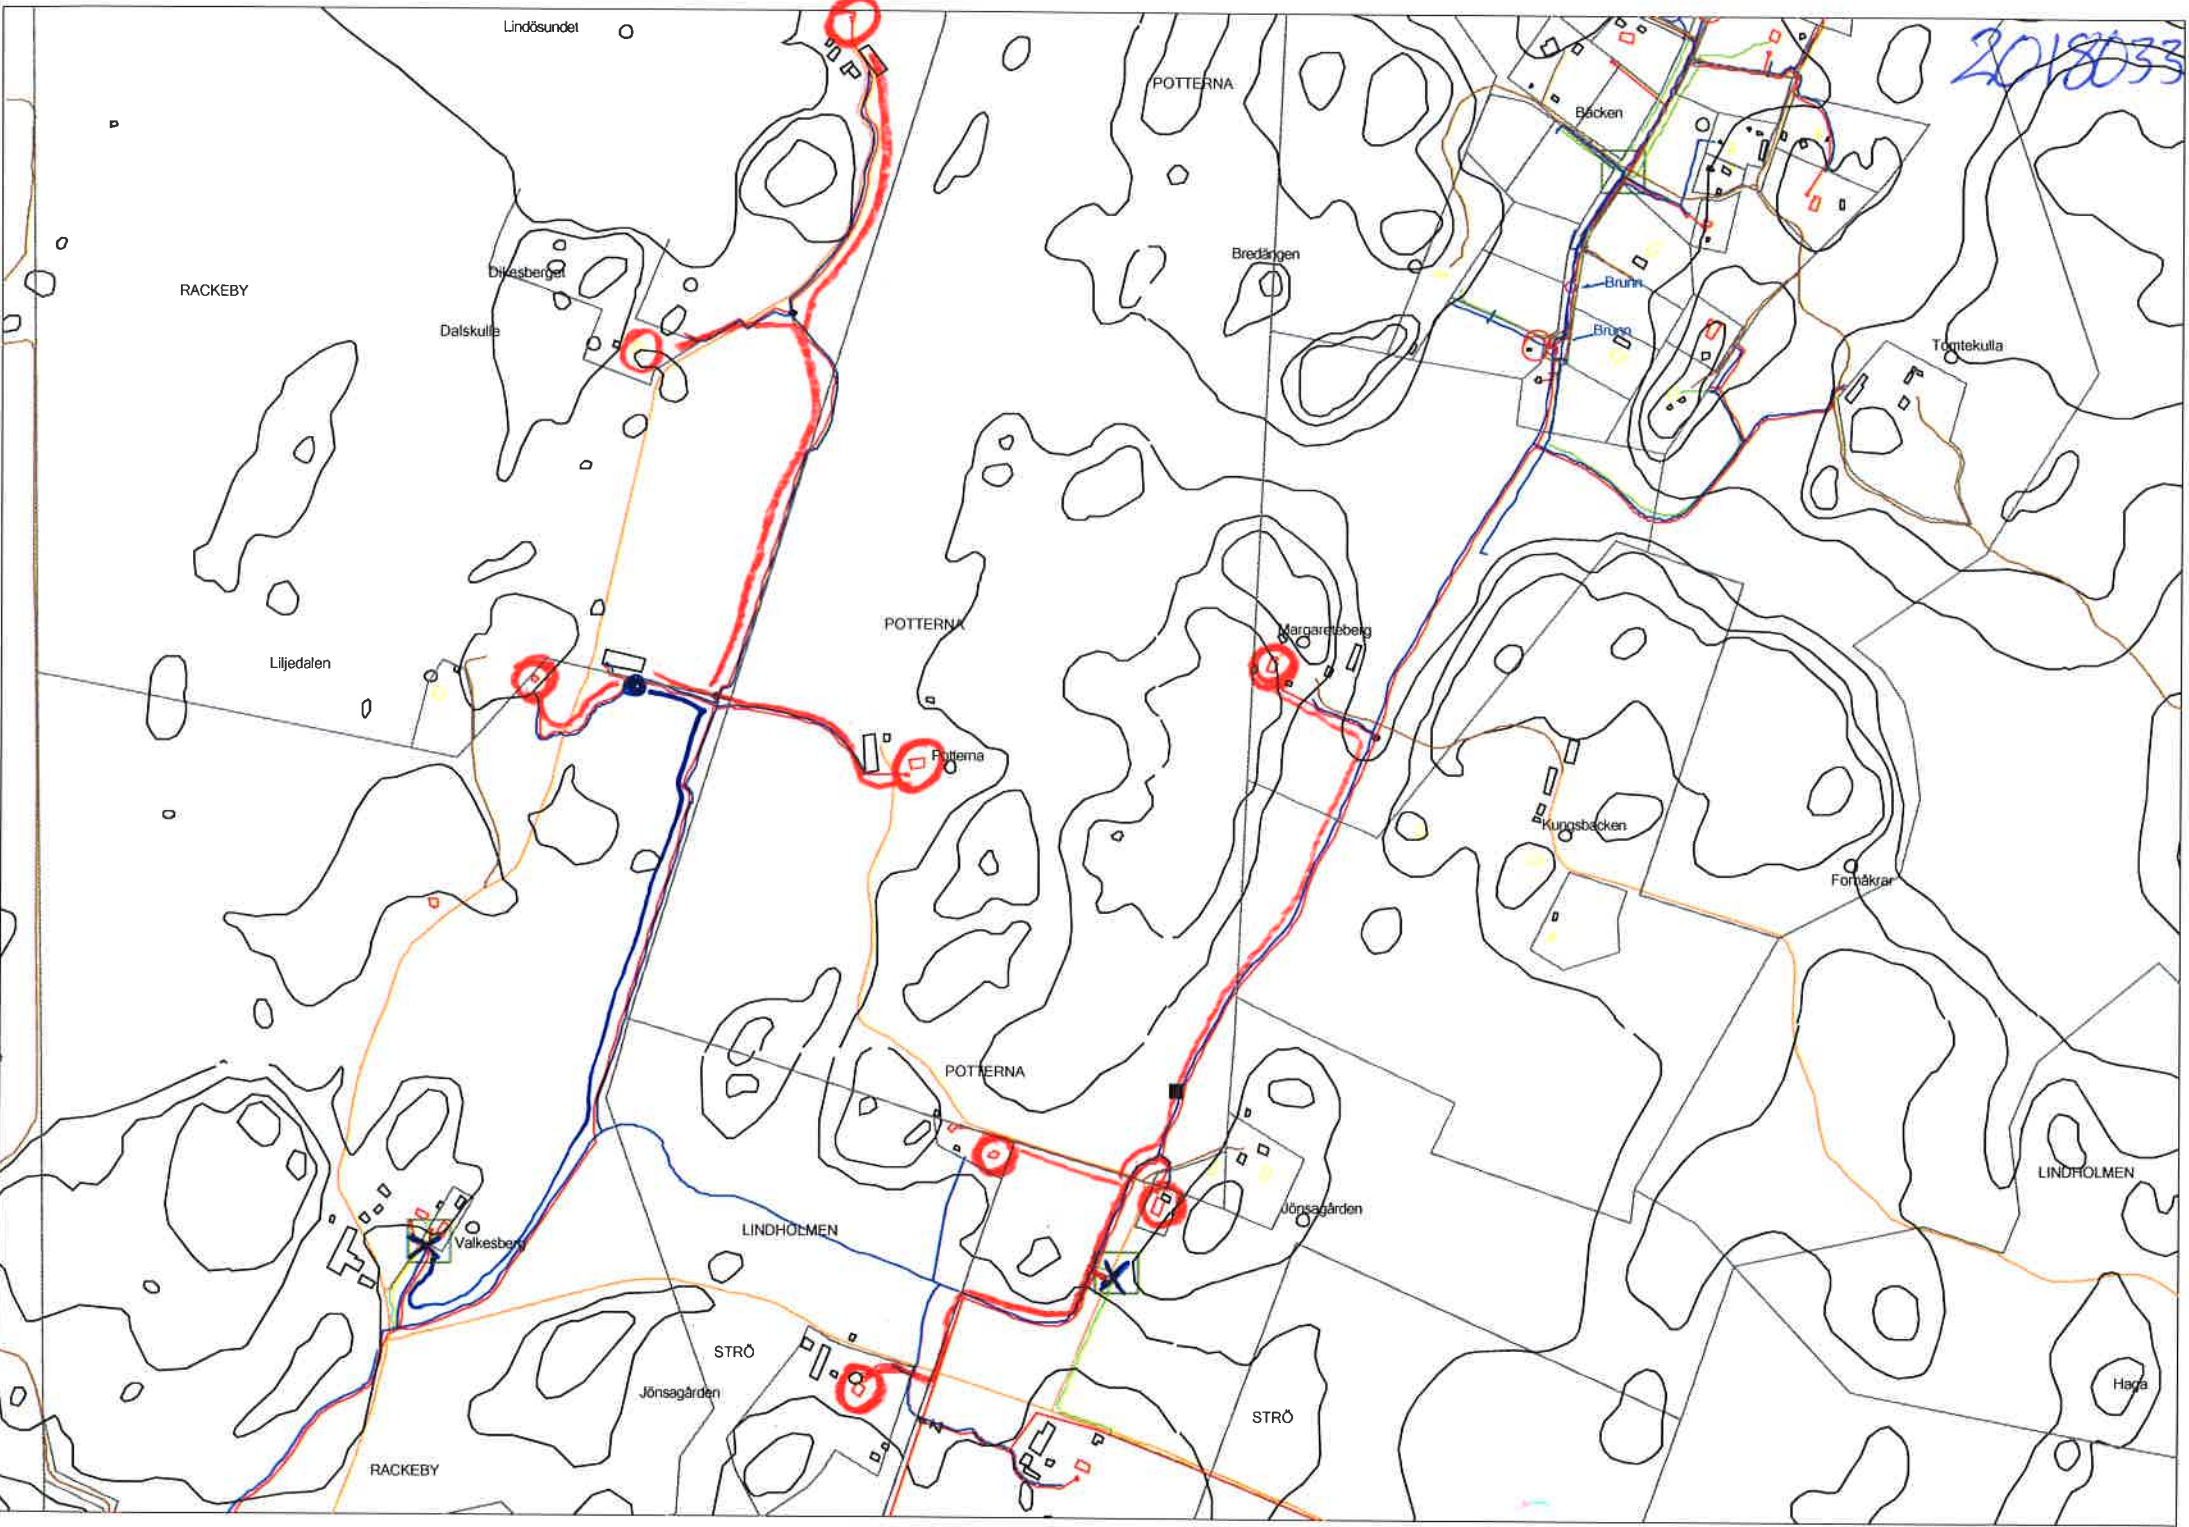 Lindösundet
2018033
POTTERNA
Bäcken
Dikesberget
Bredängen
RACKEBY
Brunn
Dalskulle
Brunn
Tomtekulla
POTTERNA
Margareteberg
Liljedalen
Potterna
Kungsbacken
Fornåkrar
POTTERNA
LINDHOLMEN
Jönsagården
LINDHOLMEN
Valkesberg
STRÖ
Jönsagården
Haga
STRÖ
RACKEBY